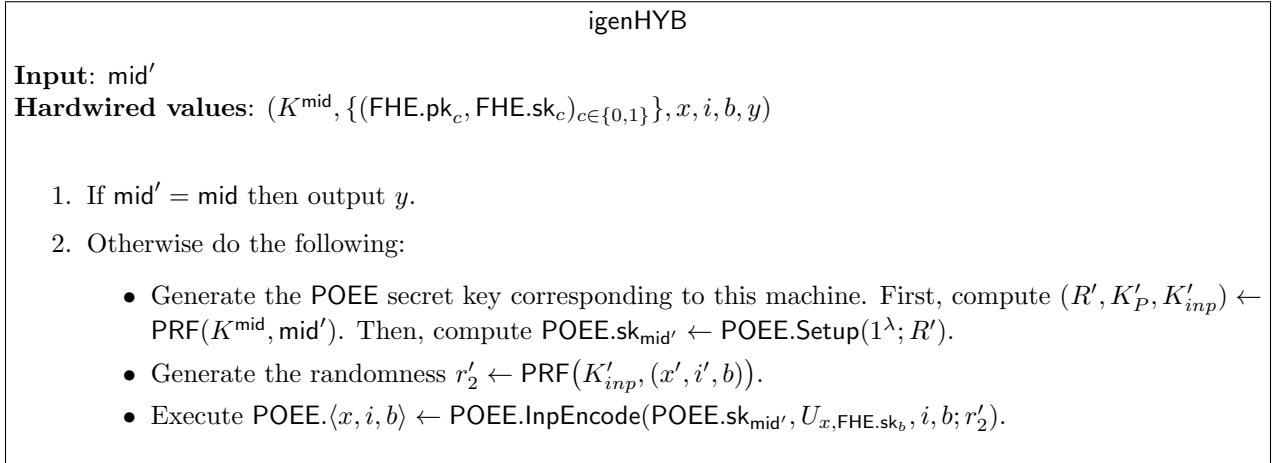 igenHYB
Input: mid′
Hardwired values: (K^mid, {(FHE.pk_c, FHE.sk_c)_{c∈{0,1}}}, x, i, b, y)
1. If mid′ = mid then output y.
2. Otherwise do the following:
• Generate the POEE secret key corresponding to this machine. First, compute (R′, K′_P, K′_inp) ←
PRF(K^mid, mid′). Then, compute POEE.sk_mid′ ← POEE.Setup(1^λ; R′).
• Generate the randomness r′_2 ← PRF(K′_inp, (x′, i′, b)).
• Execute POEE.⟨x, i, b⟩ ← POEE.InpEncode(POEE.sk_mid′, U_{x,FHE.sk_b}, i, b; r′_2).